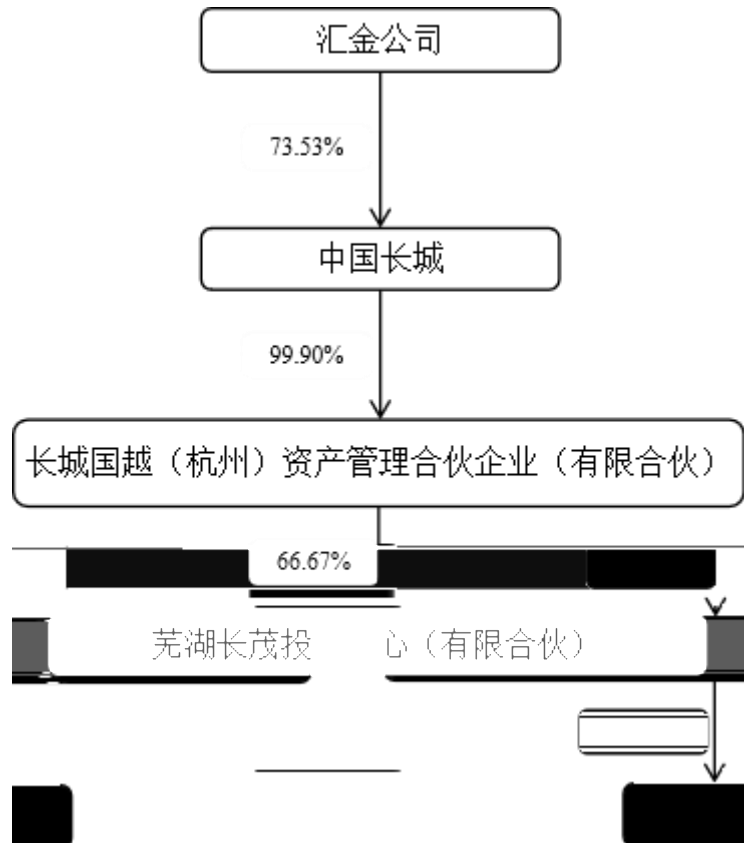 汇金公司
73.53%
中国长城
99.90%
长城国越（杭州）资产管理合伙企业（有限合伙）
66.67%
芜湖长茂投 心（有限合伙）